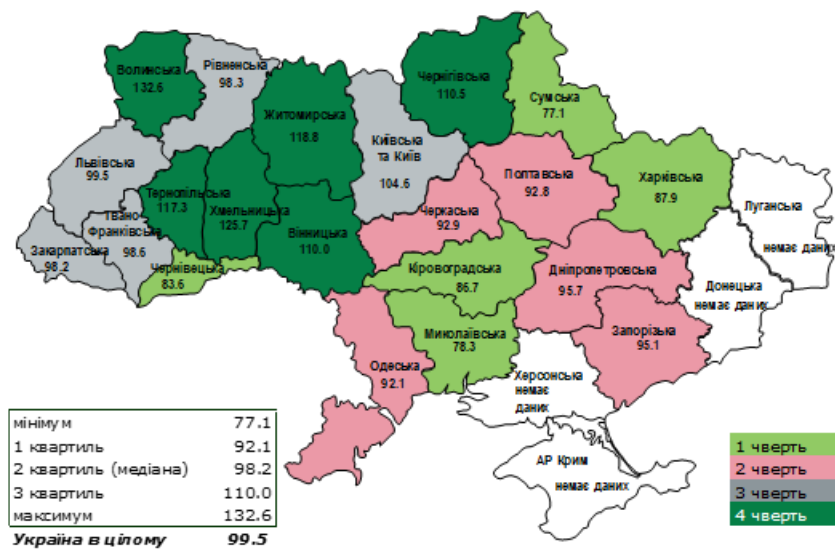 Волинська
132.6
Рівненська
98.3
Житомирська
118.8
Київська
та Київ
104.6
Чернігівська
110.5
Сумська
77.1
Львівська
99.5
Тернопільська
117.3
Хмельницька
125.7
Вінницька
110.0
Івано-
Франківська
98.6
Закарпатська
98.2
Чернівецька
83.6
Черкаська
92.9
Полтавська
92.8
Харківська
87.9
Луганська
немає даних
Донецька
немає даних
Кіровоградська
86.7
Дніпропетровська
95.7
Запорізька
95.1
Миколаївська
78.3
Одеська
92.1
Херсонська
немає
даних
АР Крим
немає даних
мінімум 77.1
1 квартиль 92.1
2 квартиль (медіана) 98.2
3 квартиль 110.0
максимум 132.6
Україна в цілому 99.5
1 чверть
2 чверть
3 чверть
4 чверть